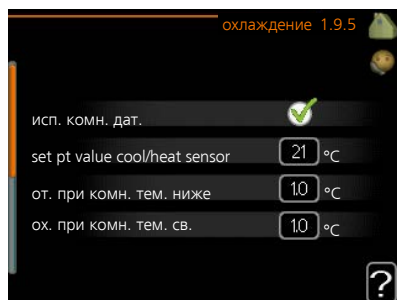 охлаждение 1.9.5
исп. комн. дат.
set pt value cool/heat sensor 21 °C
от. при комн. тем. ниже 1.0 °C
ох. при комн. тем. св. 1.0 °C
?